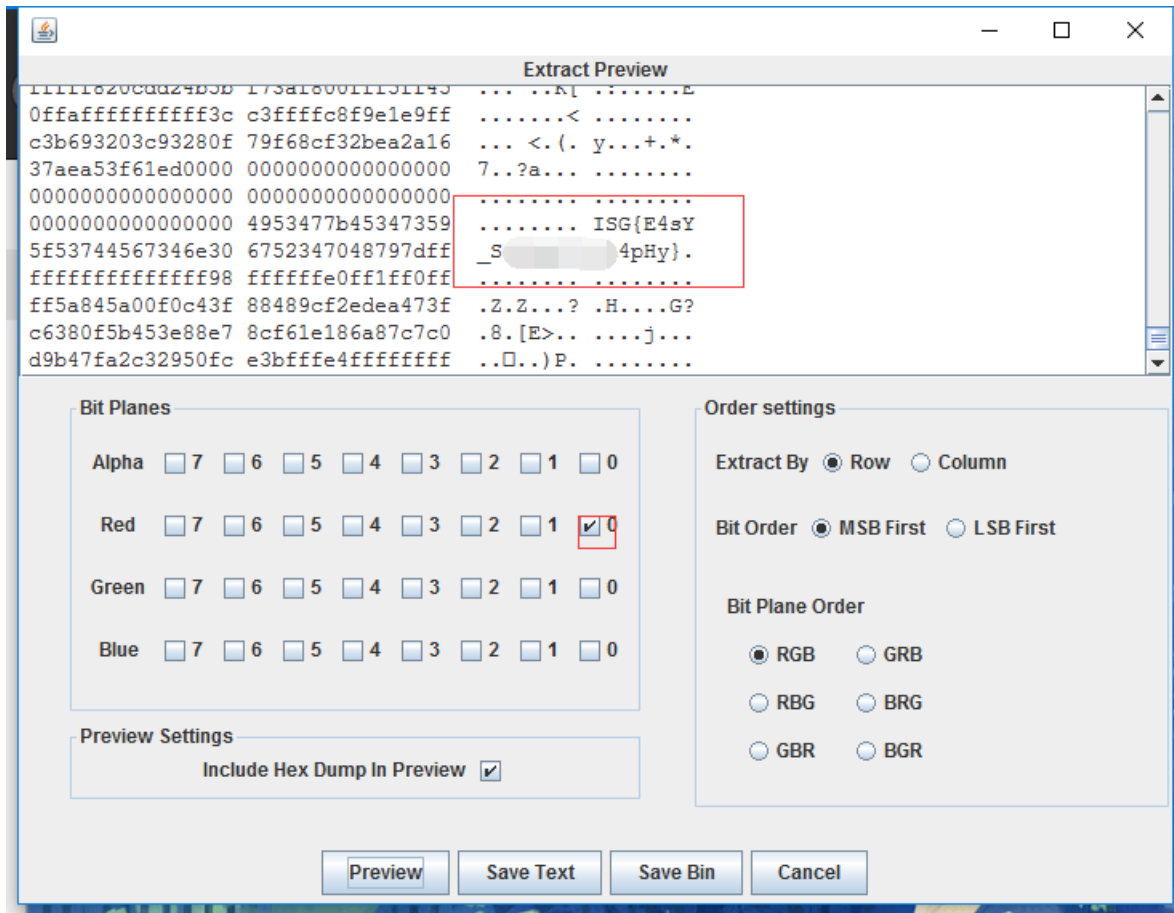 Extract Preview
fffff820cdd24b5b f73af800fff5ff45 ... ..K[ .:.....E
0ffaffffffffff3c c3ffffc8f9e1e9ff .......< ........
c3b693203c93280f 79f68cf32bea2a16 ... <.(. y...+.*.
37aea53f61ed0000 0000000000000000 7..?a... ........
0000000000000000 0000000000000000 ........ ........
0000000000000000 4953477b45347359 ........ ISG{E4sY
5f53744567346e30 6752347048797dff _S 4pHy}.
ffffffffffffff98 ffffffe0ff1ff0ff ........ ........
ff5a845a00f0c43f 88489cf2edea473f .Z.Z...? .H....G?
c6380f5b453e88e7 8cf61e186a87c7c0 .8.[E>.. ....j...
d9b47fa2c32950fc e3bfffe4ffffffff ..□..)P. ........
Bit Planes
Alpha 7 6 5 4 3 2 1 0
Red 7 6 5 4 3 2 1 0
Green 7 6 5 4 3 2 1 0
Blue 7 6 5 4 3 2 1 0
Preview Settings
Include Hex Dump In Preview
Order settings
Extract By Row Column
Bit Order MSB First LSB First
Bit Plane Order
RGB GRB
RBG BRG
GBR BGR
Preview Save Text Save Bin Cancel